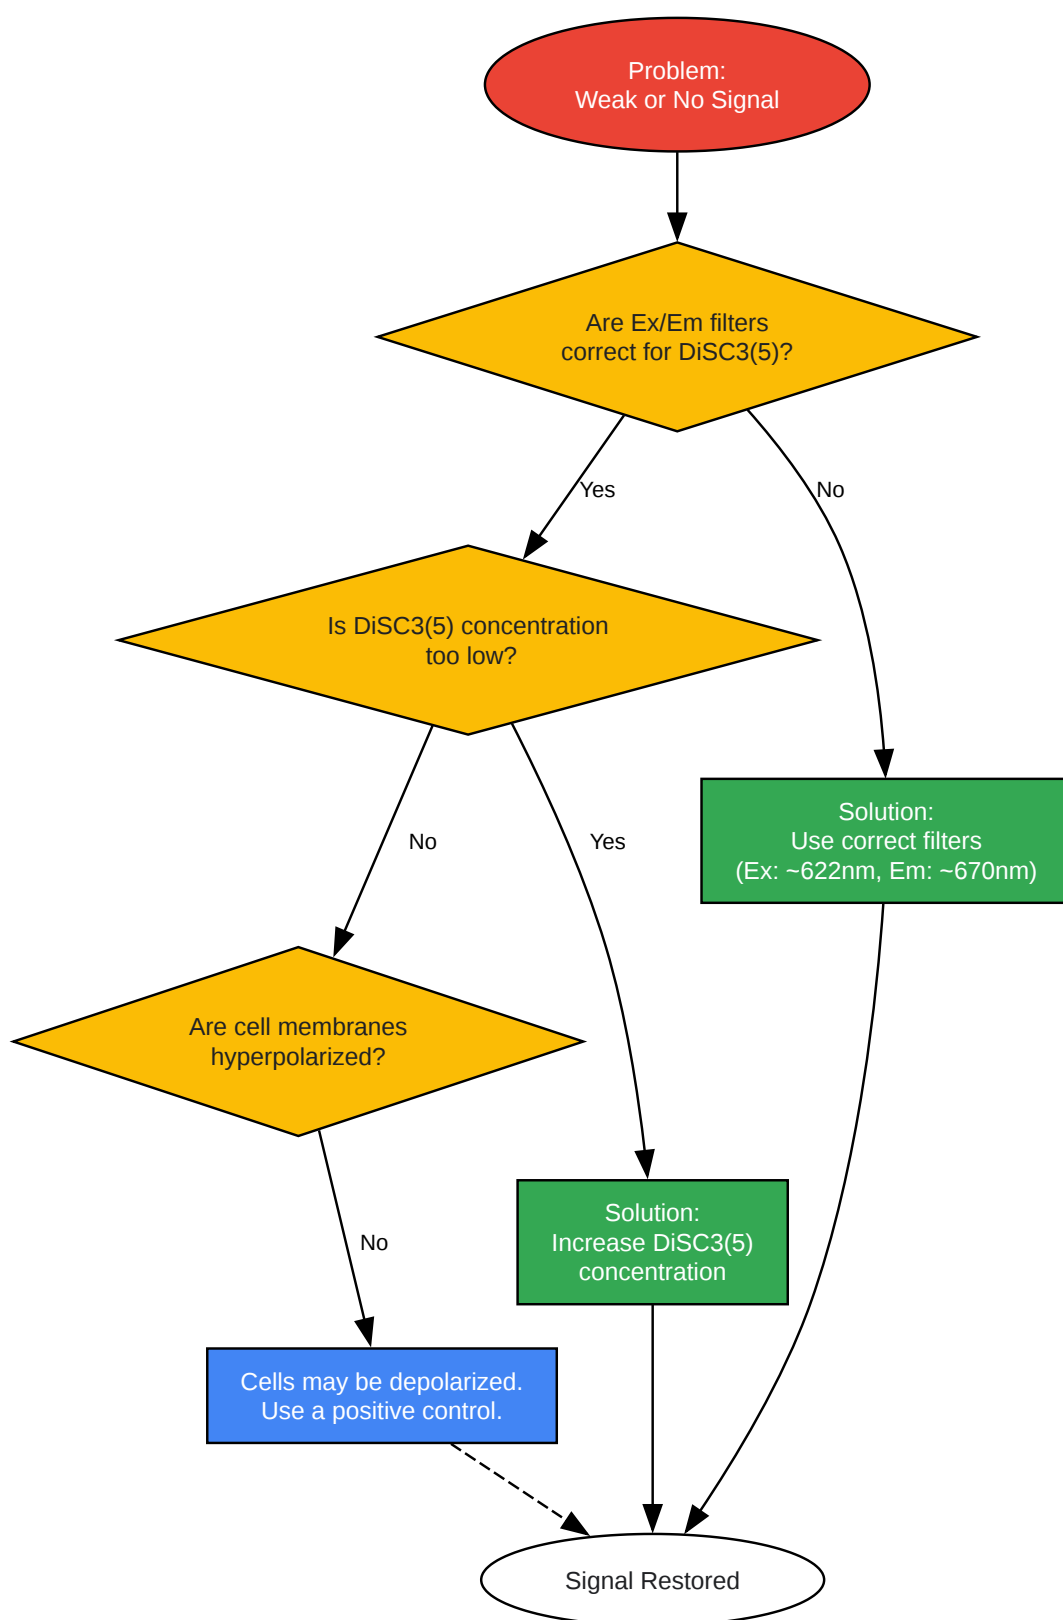 Problem:
Weak or No Signal
Are Ex/Em filters
correct for DiSC3(5)?
Yes
No
Is DiSC3(5) concentration
too low?
No
Yes
Solution:
Use correct filters
(Ex: ~622nm, Em: ~670nm)
Are cell membranes
hyperpolarized?
No
Solution:
Increase DiSC3(5)
concentration
Cells may be depolarized.
Use a positive control.
Signal Restored